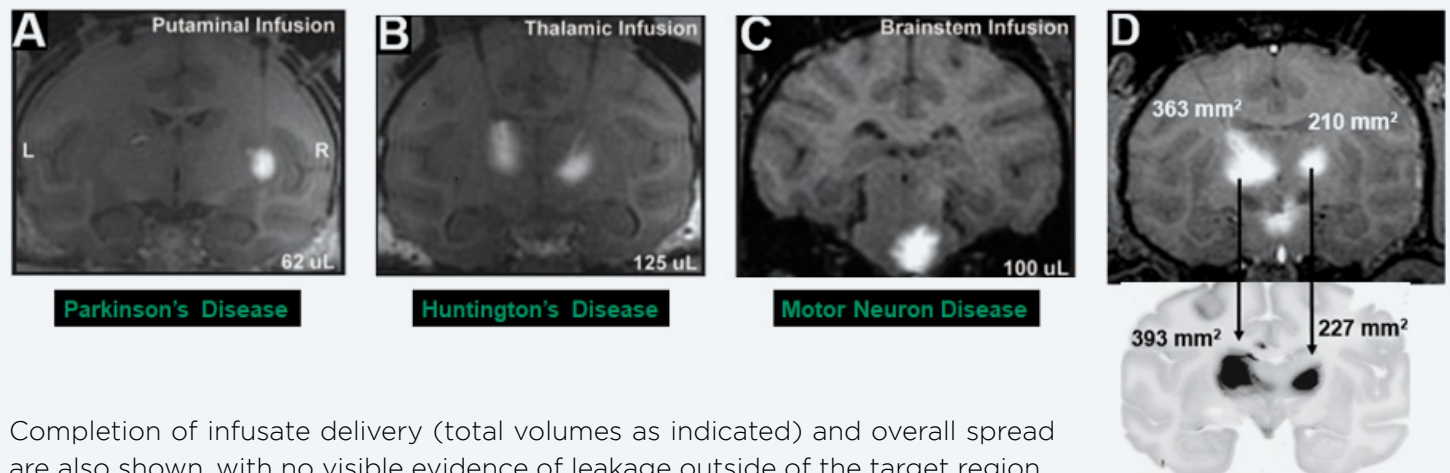 A
Putaminal Infusion
L
R
62 uL
Parkinson's Disease
B
Thalamic Infusion
125 uL
Huntington's Disease
C
Brainstem Infusion
100 uL
Motor Neuron Disease
D
363 mm²
210 mm²
393 mm²
227 mm²
Completion of infusate delivery (total volumes as indicated) and overall spread
are also shown, with no visible evidence of leakage outside of the target region